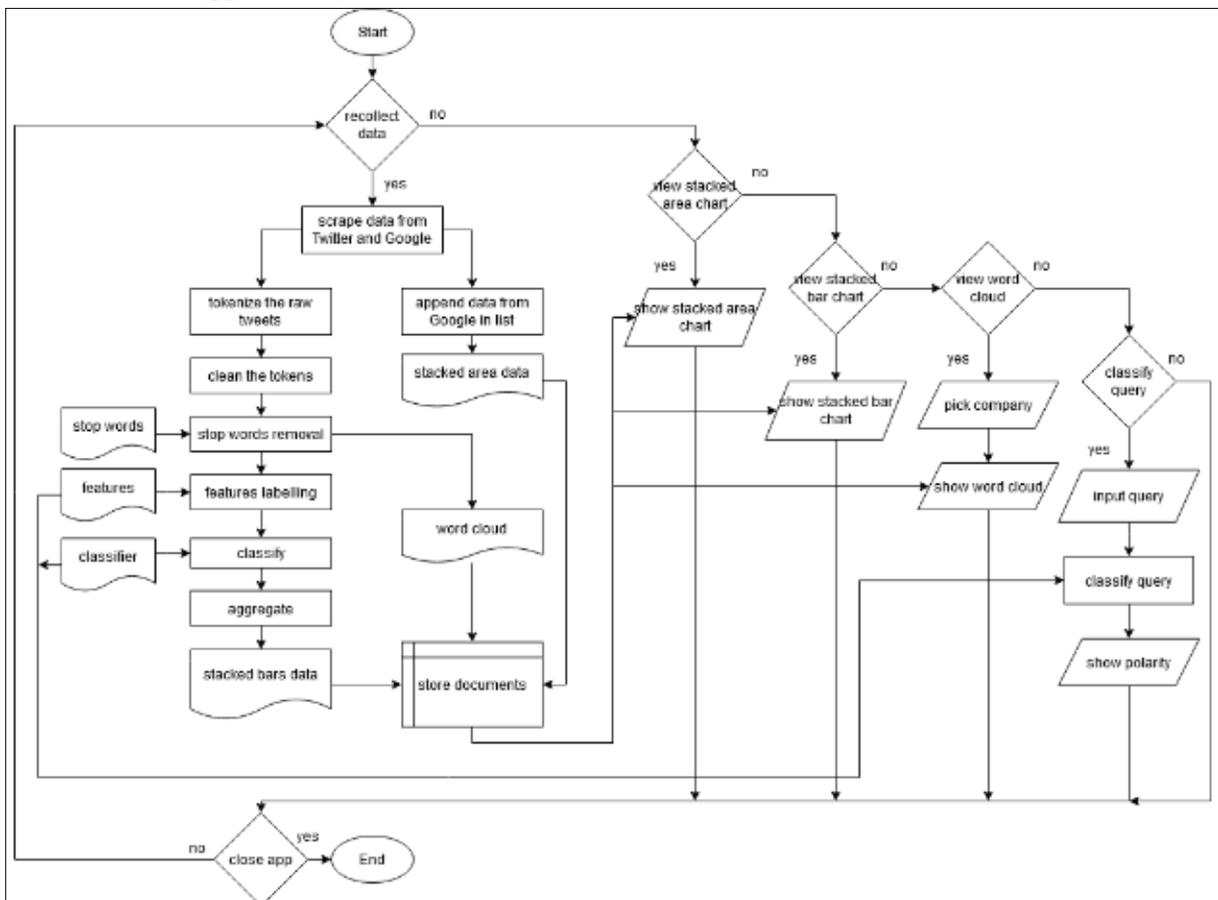 Start
recollect
data
no
yes
scrape data from
Twitter and Google
view stacked
area chart
no
yes
tokenize the raw
tweets
append data from
Google in list
show stacked area
chart
view stacked
bar chart
no
yes
view word
cloud
no
yes
clean the tokens
stacked area data
classify
query
no
yes
show stacked bar
chart
pick company
stop words
stop words removal
features
features labelling
show word cloud
input query
word cloud
classifier
classify
classify query
aggregate
stacked bars data
store documents
show polarity
no
close app
yes
End